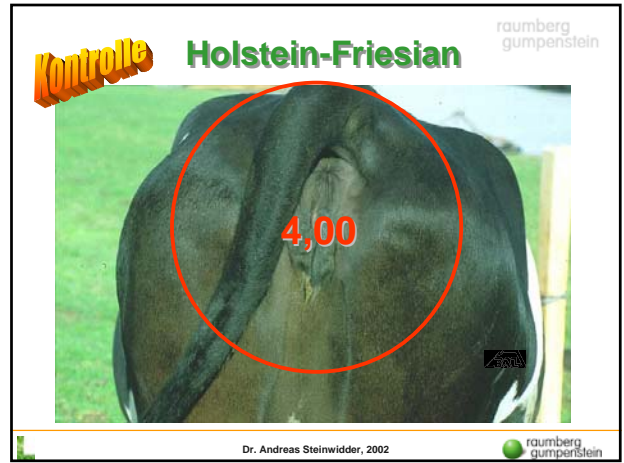 raumberg
gumpenstein
Kontrolle
Holstein-Friesian
4,00
Dr. Andreas Steinwidder, 2002
raumberg
gumpenstein